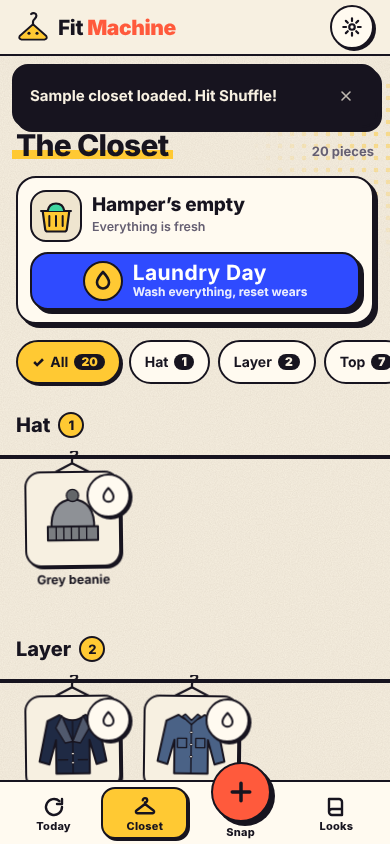 Fit Machine
Sample closet loaded. Hit Shuffle!
The Closet
20 pieces
Hamper's empty
Everything is fresh
Laundry Day
Wash everything, reset wears
All 20
Hat 1
Layer 2
Top 7
Hat 1
Grey beanie
Layer 2
Today
Closet
Snap
Looks